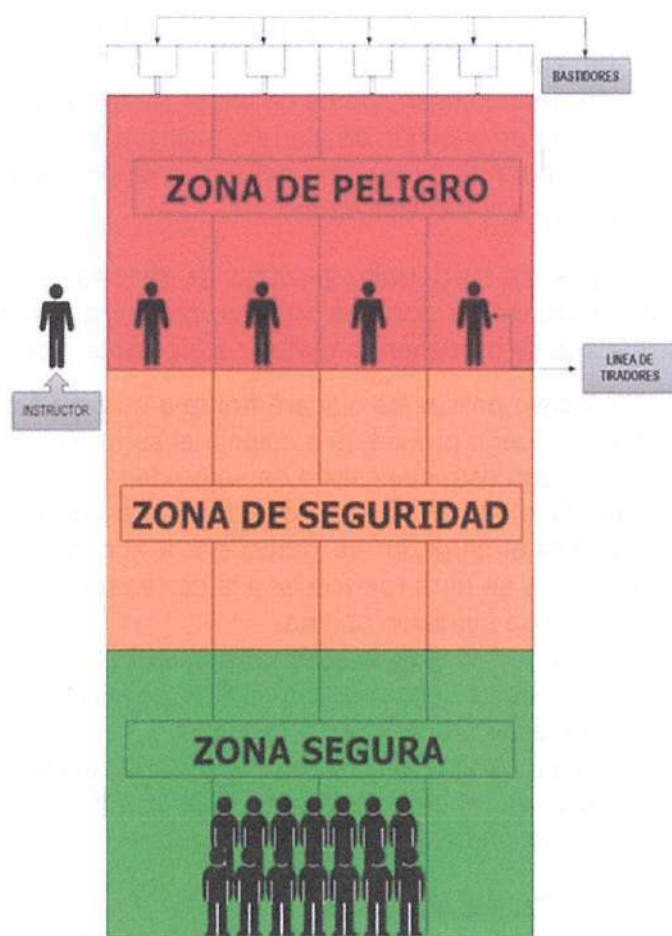 BASTIDORES
ZONA DE PELIGRO
LINEA DE
TIRADORES
INSTRUCTOR
ZONA DE SEGURIDAD
ZONA SEGURA